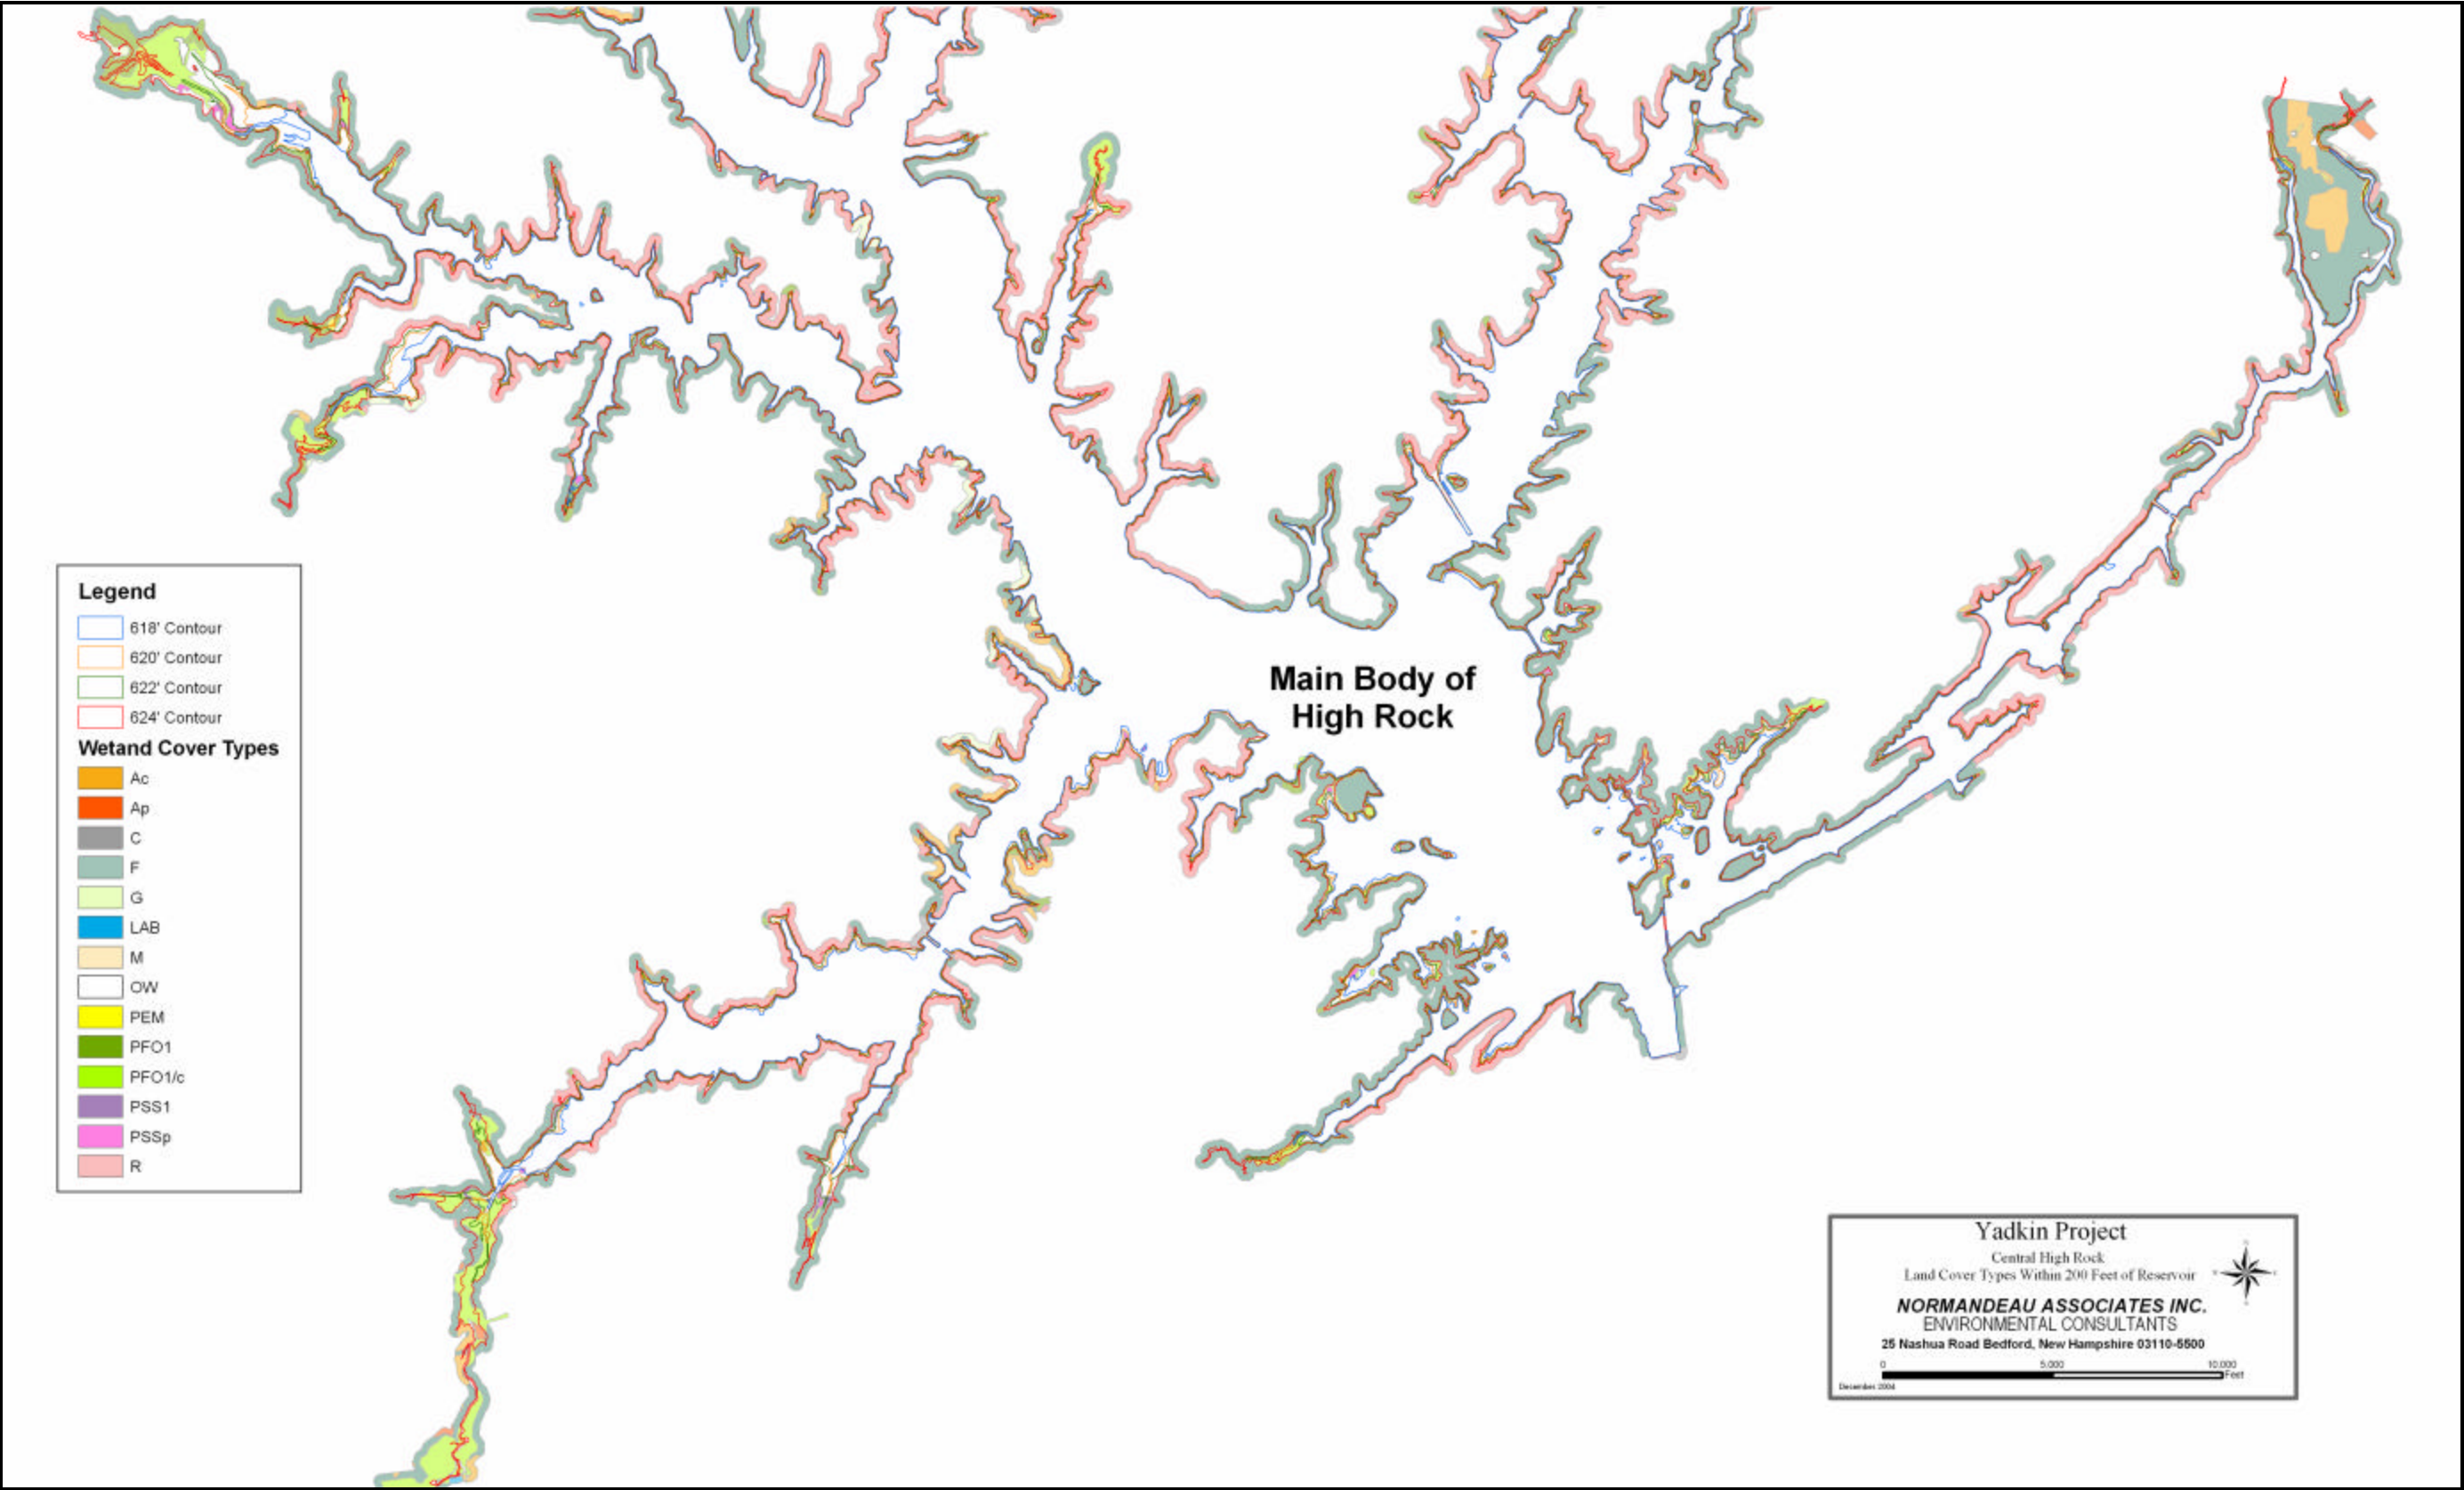 Main Body of
High Rock
Legend
618' Contour
620' Contour
622' Contour
624' Contour
Wetand Cover Types
Ac
Ap
C
F
G
LAB
M
OW
PEM
PFO1
PFO1/c
PSS1
PSSp
R
Yadkin Project
Central High Rock
Land Cover Types Within 200 Feet of Reservoir
NORMANDEAU ASSOCIATES INC.
ENVIRONMENTAL CONSULTANTS
25 Nashua Road Bedford, New Hampshire 03110-5500
0 5,000 10,000
Feet
December 2004